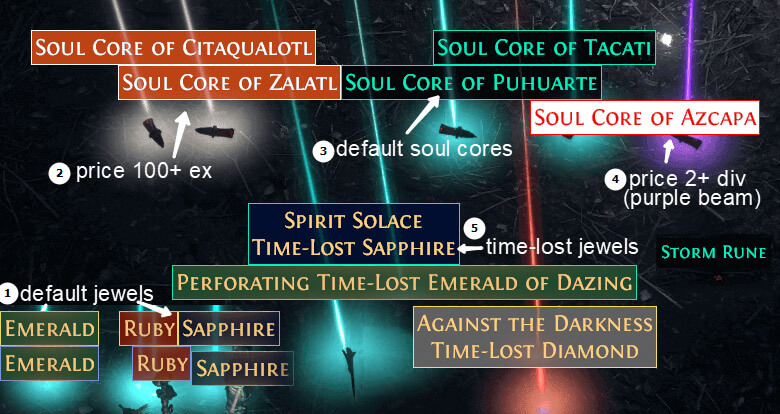 Soul Core of Citaqualotl
Soul Core of Tacati
Soul Core of Zalatl
Soul Core of Puhuarte
Soul Core of Azcapa
2 price 100+ ex
3 default soul cores
4 price 2+ div
(purple beam)
Spirit Solace
Time-Lost Sapphire
5 time-lost jewels
Storm Rune
Perforating Time-Lost Emerald of Dazing
1 default jewels
Emerald
Ruby
Sapphire
Against the Darkness
Time-Lost Diamond
Emerald
Ruby
Sapphire